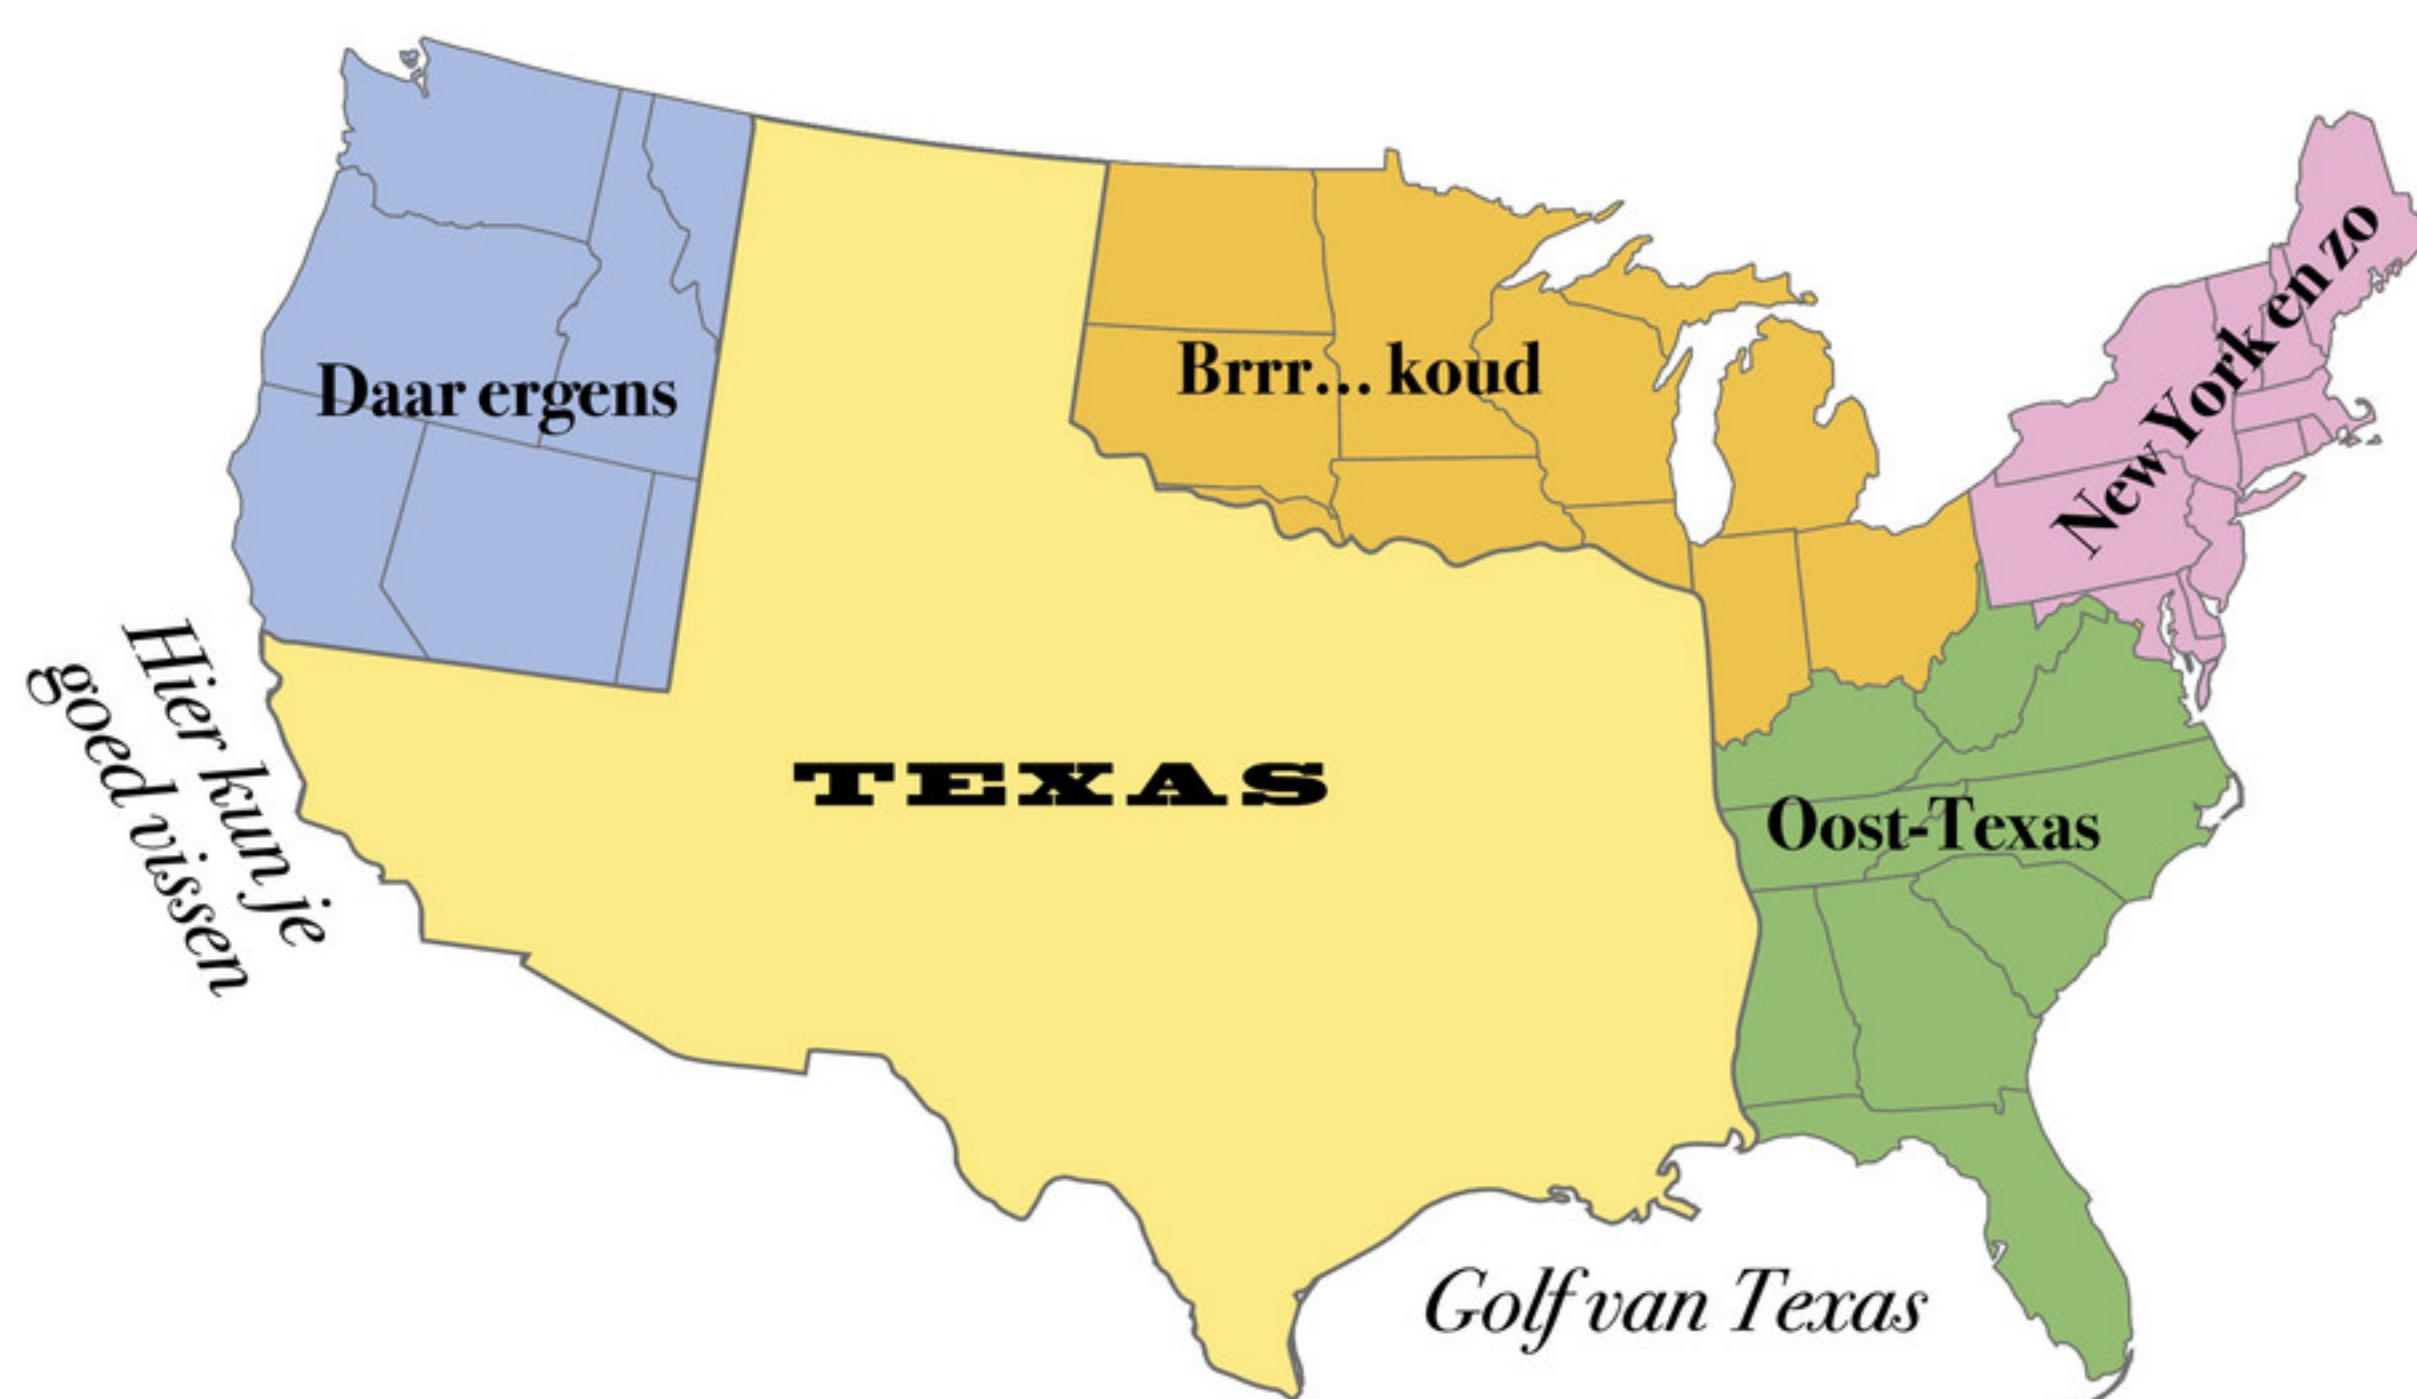 Daar ergens
Brrr... koud
New York en zo
Hier kun je
goed vissen
TEXAS
Oost-Texas
Golf van Texas